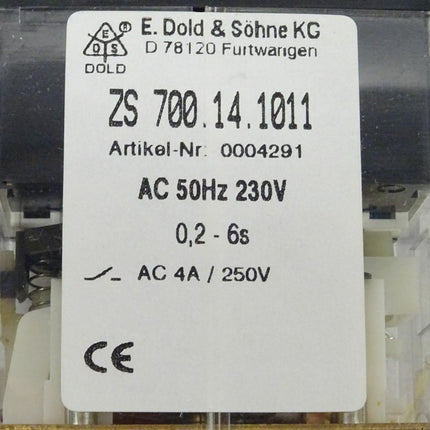 E. Dold & Söhne KG
D 78120 Furtwangen
E
D S
DOLD
ZS 700.14.1011
Artikel-Nr. 0004291
AC 50Hz 230V
0,2 - 6s
AC 4A / 250V
CE